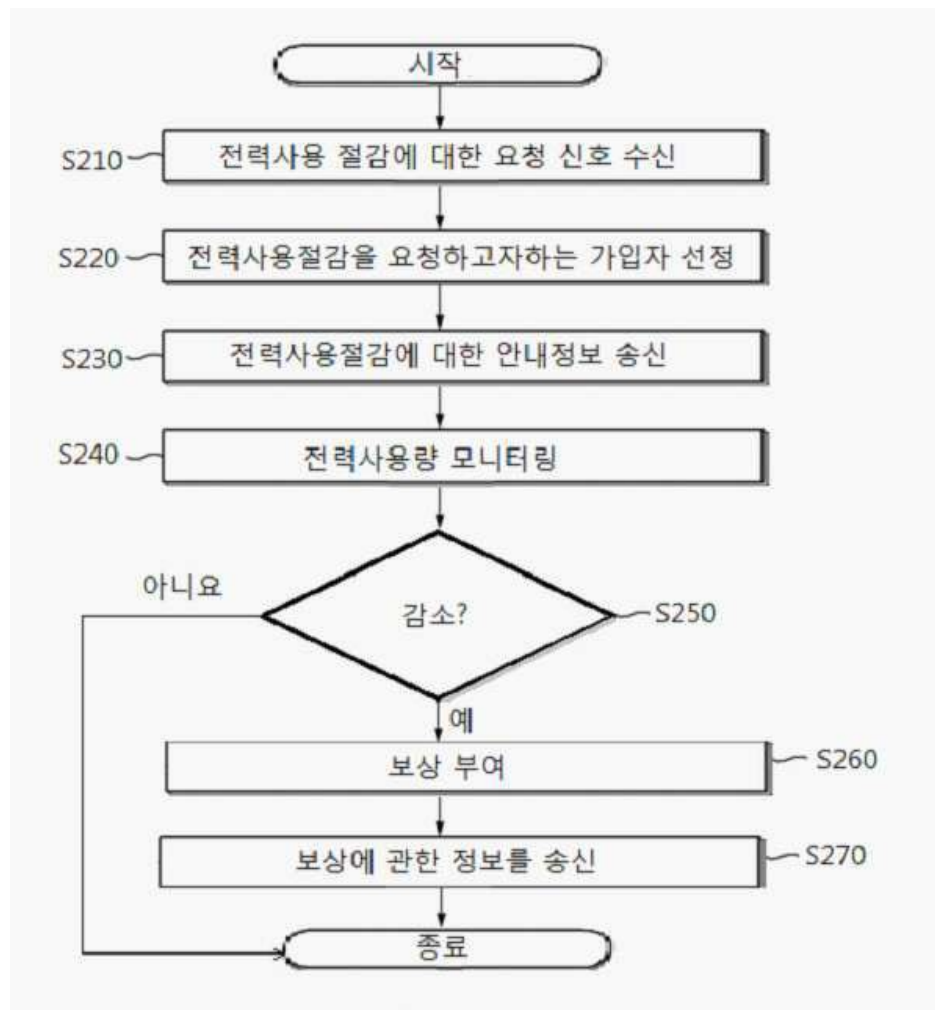 시작
S210 전력사용 절감에 대한 요청 신호 수신
S220 전력사용절감을 요청하고자하는 가입자 선정
S230 전력사용절감에 대한 안내정보 송신
S240 전력사용량 모니터링
아니요
감소? S250
예
보상 부여 S260
보상에 관한 정보를 송신 S270
종료